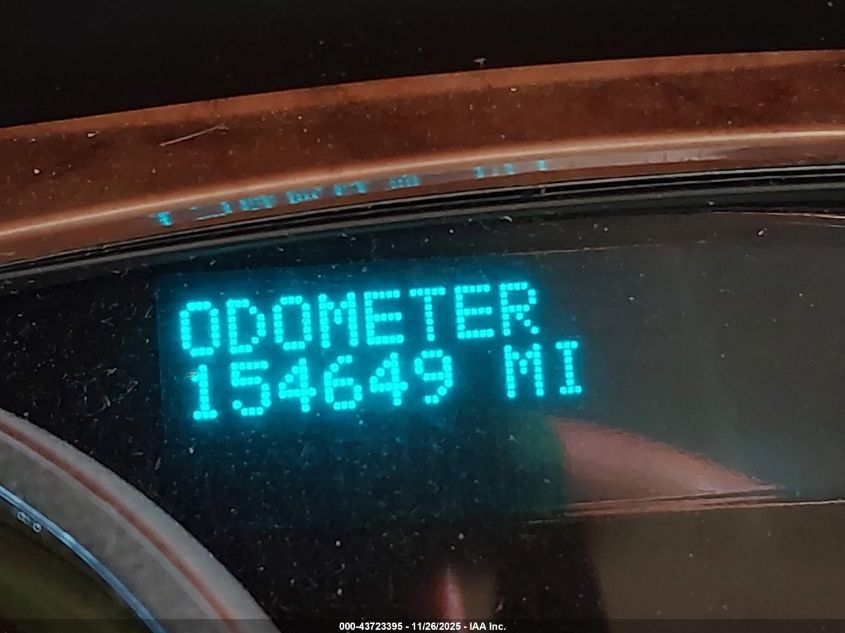 ODOMETER
154649 MI
000-43723395 - 11/26/2025 - IAA Inc.